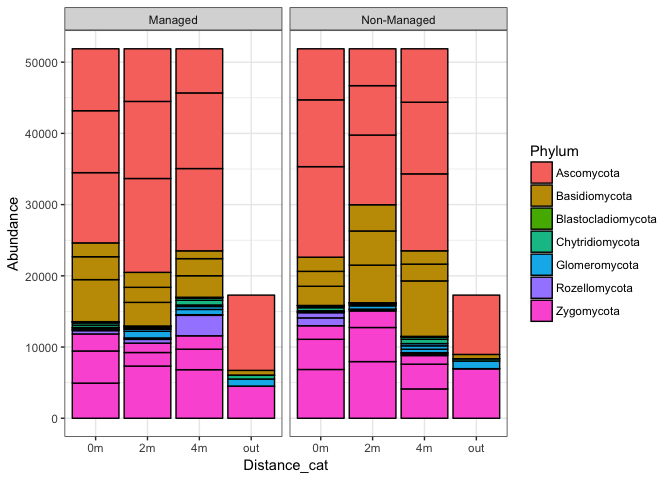 Managed
Non-Managed
50000
40000
30000
20000
10000
0
Abundance
0m
2m
4m
out
0m
2m
4m
out
Distance_cat
Phylum
Ascomycota
Basidiomycota
Blastocladiomycota
Chytridiomycota
Glomeromycota
Rozellomycota
Zygomycota